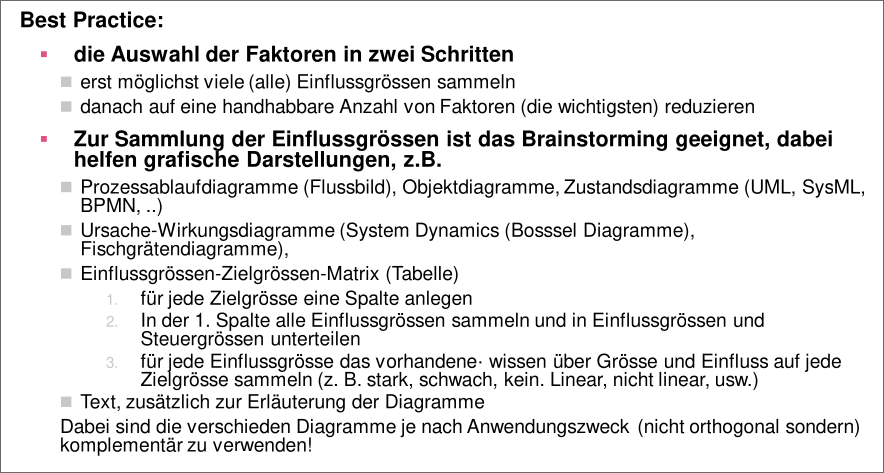 Best Practice:
▪ die Auswahl der Faktoren in zwei Schritten
■ erst möglichst viele (alle) Einflussgrössen sammeln
■ danach auf eine handhabbare Anzahl von Faktoren (die wichtigsten) reduzieren
▪ Zur Sammlung der Einflussgrössen ist das Brainstorming geeignet, dabei
helfen grafische Darstellungen, z.B.
■ Prozessablaufdiagramme (Flussbild), Objektdiagramme, Zustandsdiagramme (UML, SysML,
BPMN, ..)
■ Ursache-Wirkungsdiagramme (System Dynamics (Bosssel Diagramme),
Fischgrätendiagramme),
■ Einflussgrössen-Zielgrössen-Matrix (Tabelle)
1. für jede Zielgrösse eine Spalte anlegen
2. In der 1. Spalte alle Einflussgrössen sammeln und in Einflussgrössen und
Steuergrössen unterteilen
3. für jede Einflussgrösse das vorhandene· wissen über Grösse und Einfluss auf jede
Zielgrösse sammeln (z. B. stark, schwach, kein. Linear, nicht linear, usw.)
■ Text, zusätzlich zur Erläuterung der Diagramme
Dabei sind die verschieden Diagramme je nach Anwendungszweck (nicht orthogonal sondern)
komplementär zu verwenden!